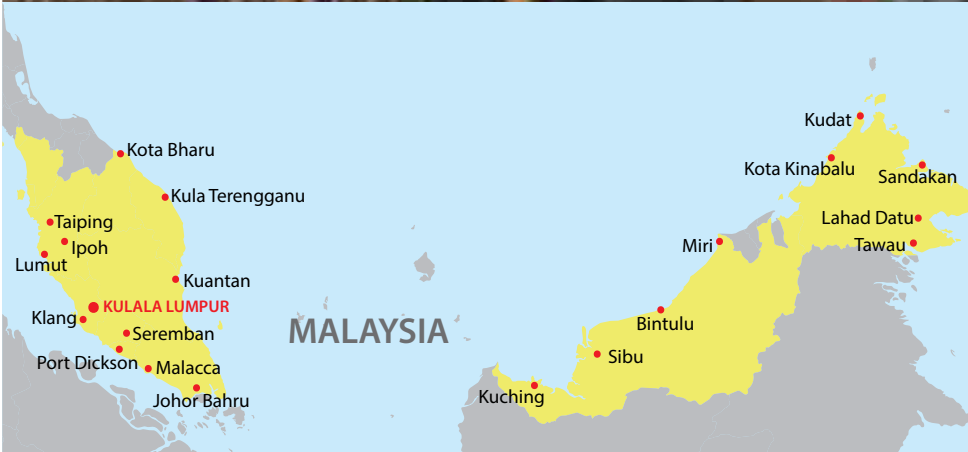 Kudat
Kota Bharu
Kota Kinabalu
Sandakan
Kula Terengganu
Taiping
Lahad Datu
Ipoh
Miri
Tawau
Lumut
Kuantan
KULALA LUMPUR
Klang
Bintulu
MALAYSIA
Seremban
Sibu
Port Dickson
Malacca
Kuching
Johor Bahru